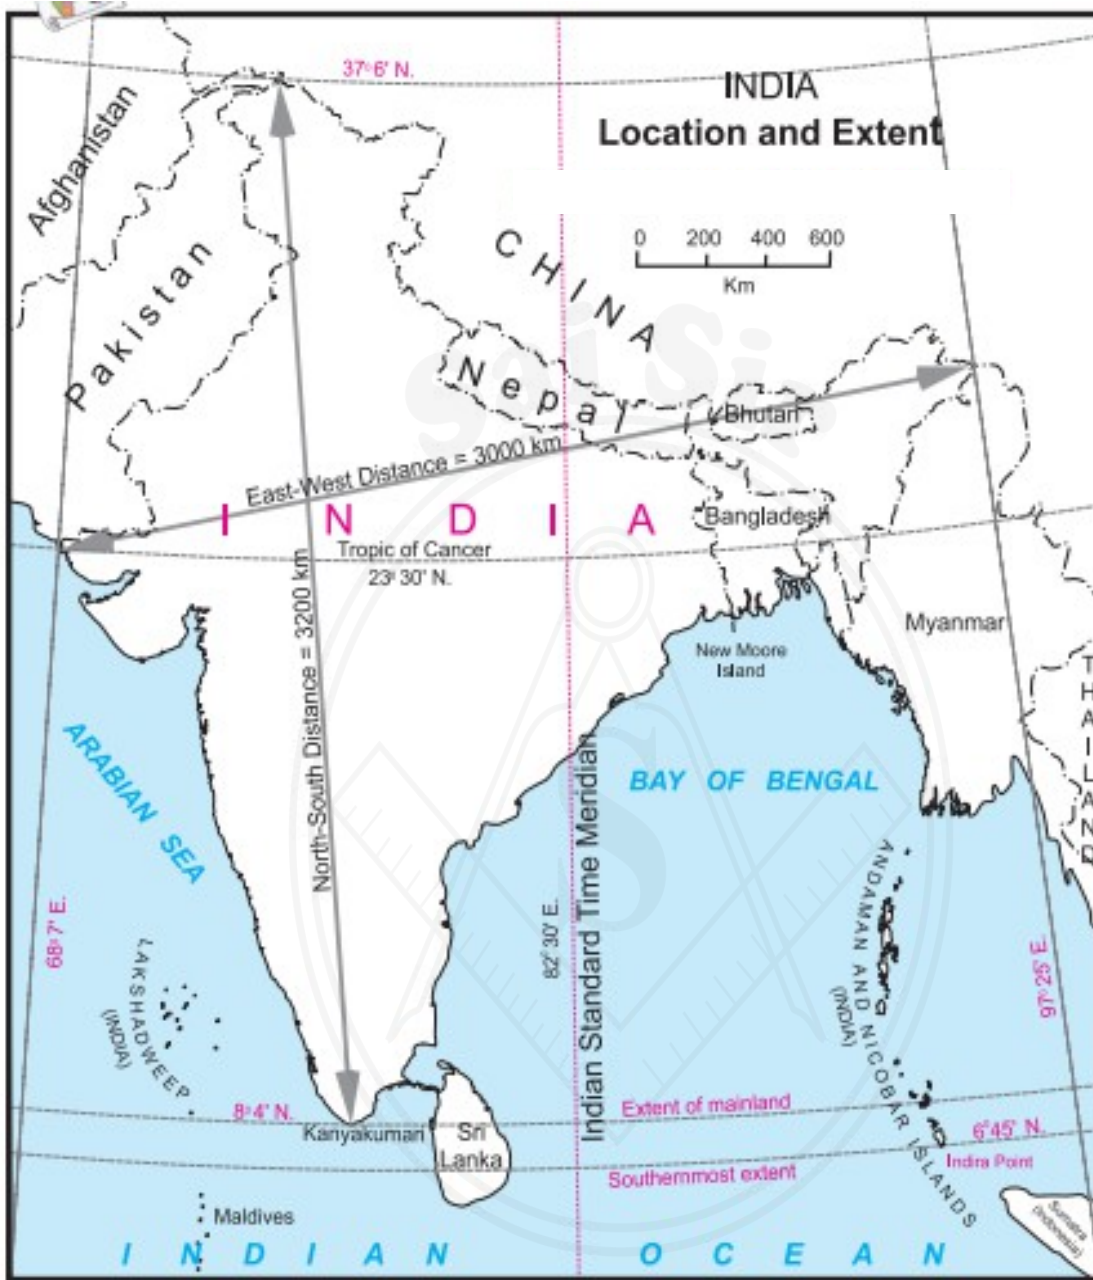 37°6' N.
INDIA
Location and Extent
0 200 400 600
Km
Afghanistan
Pakistan
CHINA
Nepal
Bhutan
East-West Distance = 3000 km
INDIA
Bangladesh
Tropic of Cancer
23° 30' N.
North-South Distance = 3200 km
Myanmar
New Moore
Island
THAILAND
ARABIAN SEA
BAY OF BENGAL
Indian Standard Time Meridian
82° 30' E.
68°7' E.
97°25' E.
LAKSHADWEEP
(INDIA)
ANDAMAN AND NICOBAR ISLANDS
(INDIA)
8°4' N.
Extent of mainland
Kanyakumari
Sri
Lanka
6°45' N.
Indira Point
Southernmost extent
Maldives
Sumatra
(Indonesia)
INDIAN OCEAN